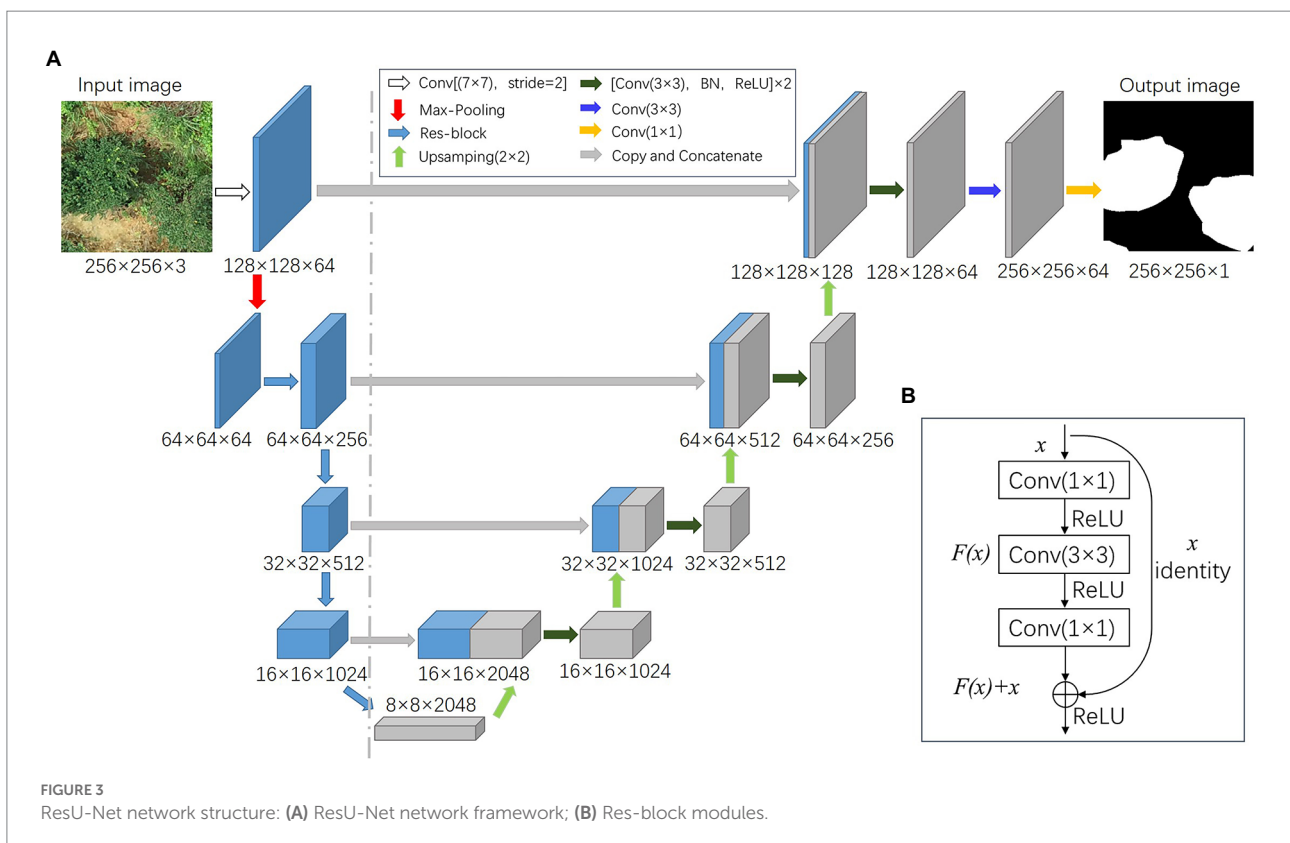 A
Input image
Conv[(7×7), stride=2]
[Conv(3×3), BN, ReLU]×2
Max-Pooling
Conv(3×3)
Res-block
Conv(1×1)
Upsamping(2×2)
Copy and Concatenate
Output image
256×256×3
128×128×64
128×128×128
128×128×64
256×256×64
256×256×1
64×64×64
64×64×256
64×64×512
64×64×256
32×32×512
32×32×1024
32×32×512
16×16×1024
16×16×2048
16×16×1024
8×8×2048
B
x
Conv(1×1)
ReLU
F(x)
Conv(3×3)
x
identity
ReLU
Conv(1×1)
F(x)+x
ReLU
FIGURE 3
ResU-Net network structure: (A) ResU-Net network framework; (B) Res-block modules.